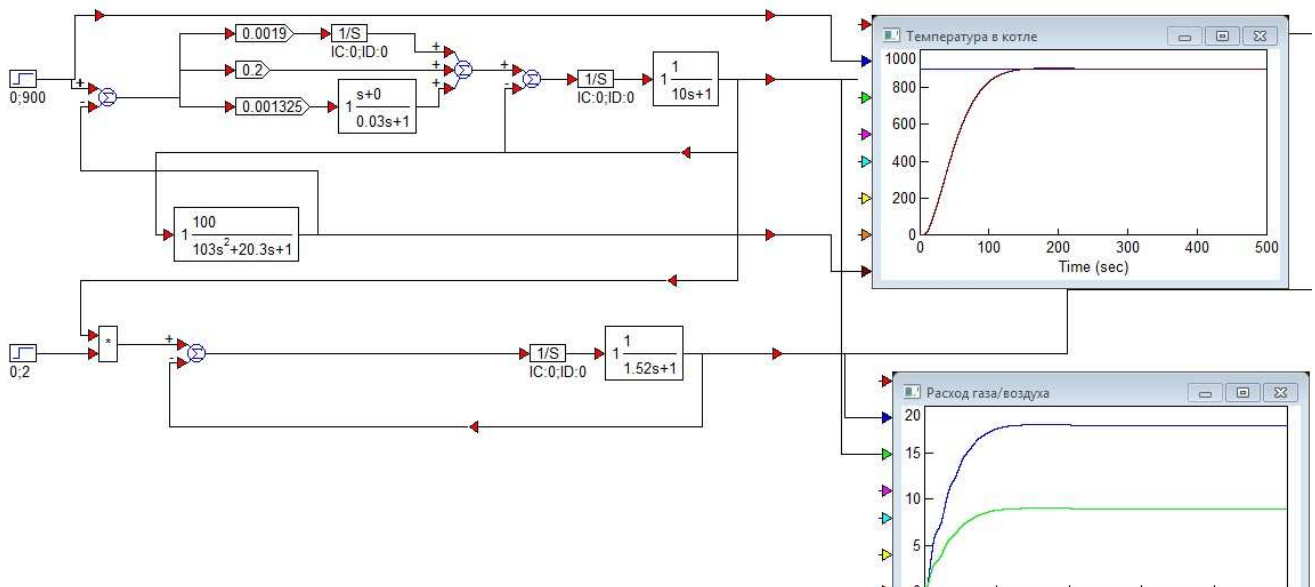 0;900
+
-
0.0019
0.2
0.001325
1/S
IC:0;ID:0
1 s+0
0.03s+1
+
+
+
Σ
Σ
+
-
Σ
1/S
IC:0;ID:0
1 1
10s+1
1 100
103s²+20.3s+1
Температура в котле
1000
800
600
400
200
0
0 100 200 300 400 500
Time (sec)
0;2
*
+
-
Σ
1/S
IC:0;ID:0
1 1
1.52s+1
Расход газа/воздуха
20
15
10
5